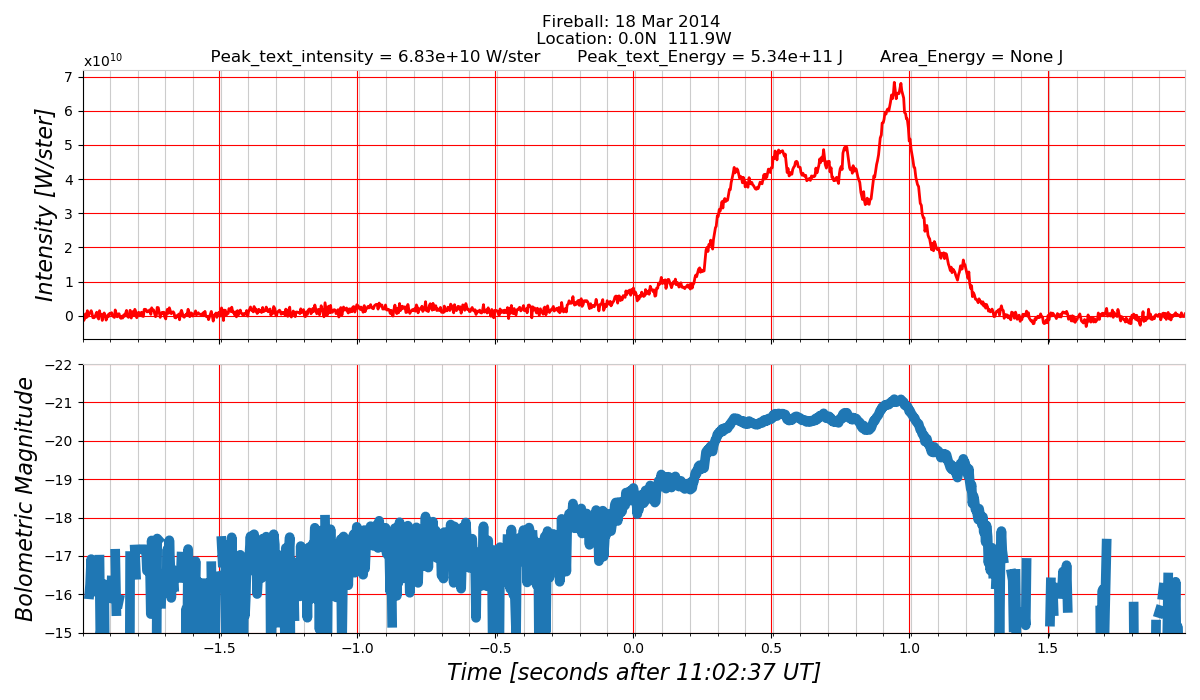 Fireball: 18 Mar 2014
Location: 0.0N  111.9W
Peak_text_intensity = 6.83e+10 W/ster        Peak_text_Energy = 5.34e+11 J        Area_Energy = None J
x10¹⁰
7
6
5
4
3
2
1
0
Intensity [W/ster]
−22
−21
−20
−19
−18
−17
−16
−15
Bolometric Magnitude
−1.5 −1.0 −0.5 0.0 0.5 1.0 1.5
Time [seconds after 11:02:37 UT]